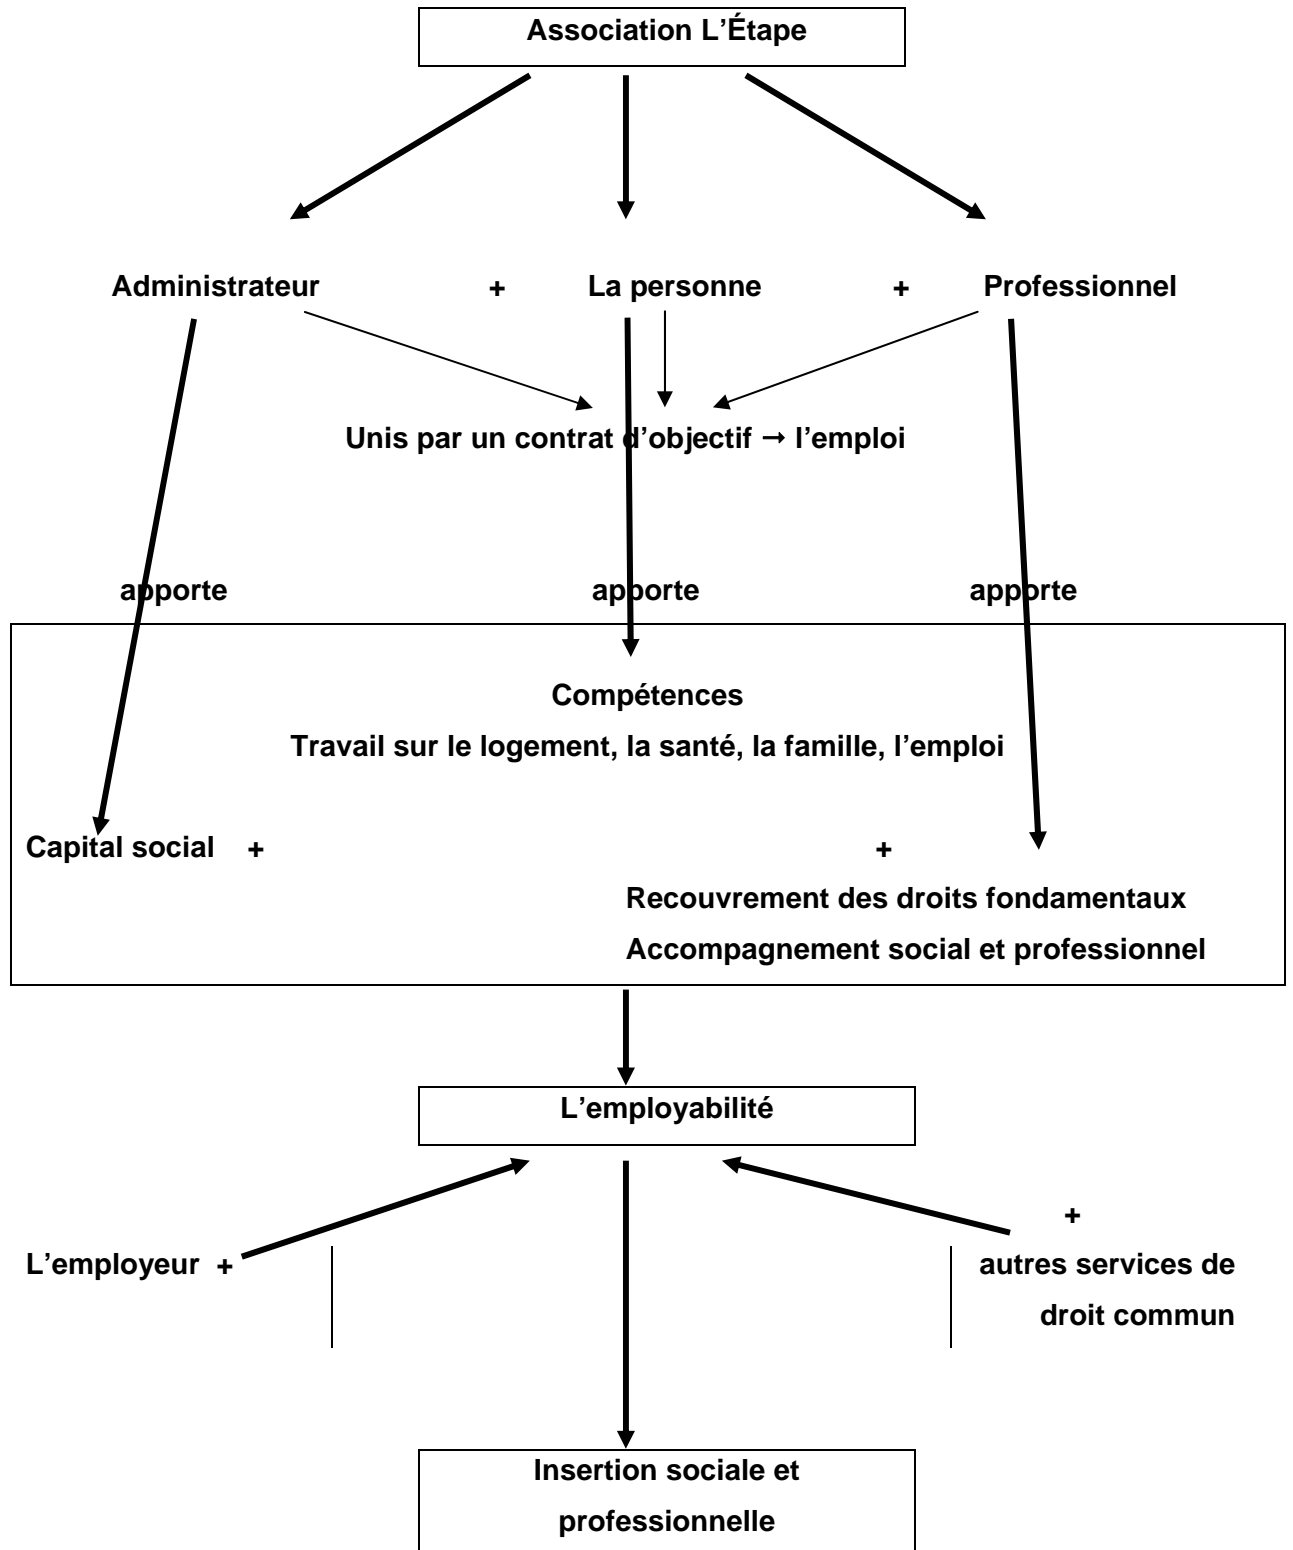 Association L’Étape
Administrateur + La personne + Professionnel
Unis par un contrat d’objectif → l’emploi
apporte apporte apporte
Compétences
Travail sur le logement, la santé, la famille, l’emploi
Capital social + +
Recouvrement des droits fondamentaux
Accompagnement social et professionnel
L’employabilité
+
L’employeur + autres services de
droit commun
Insertion sociale et
professionnelle